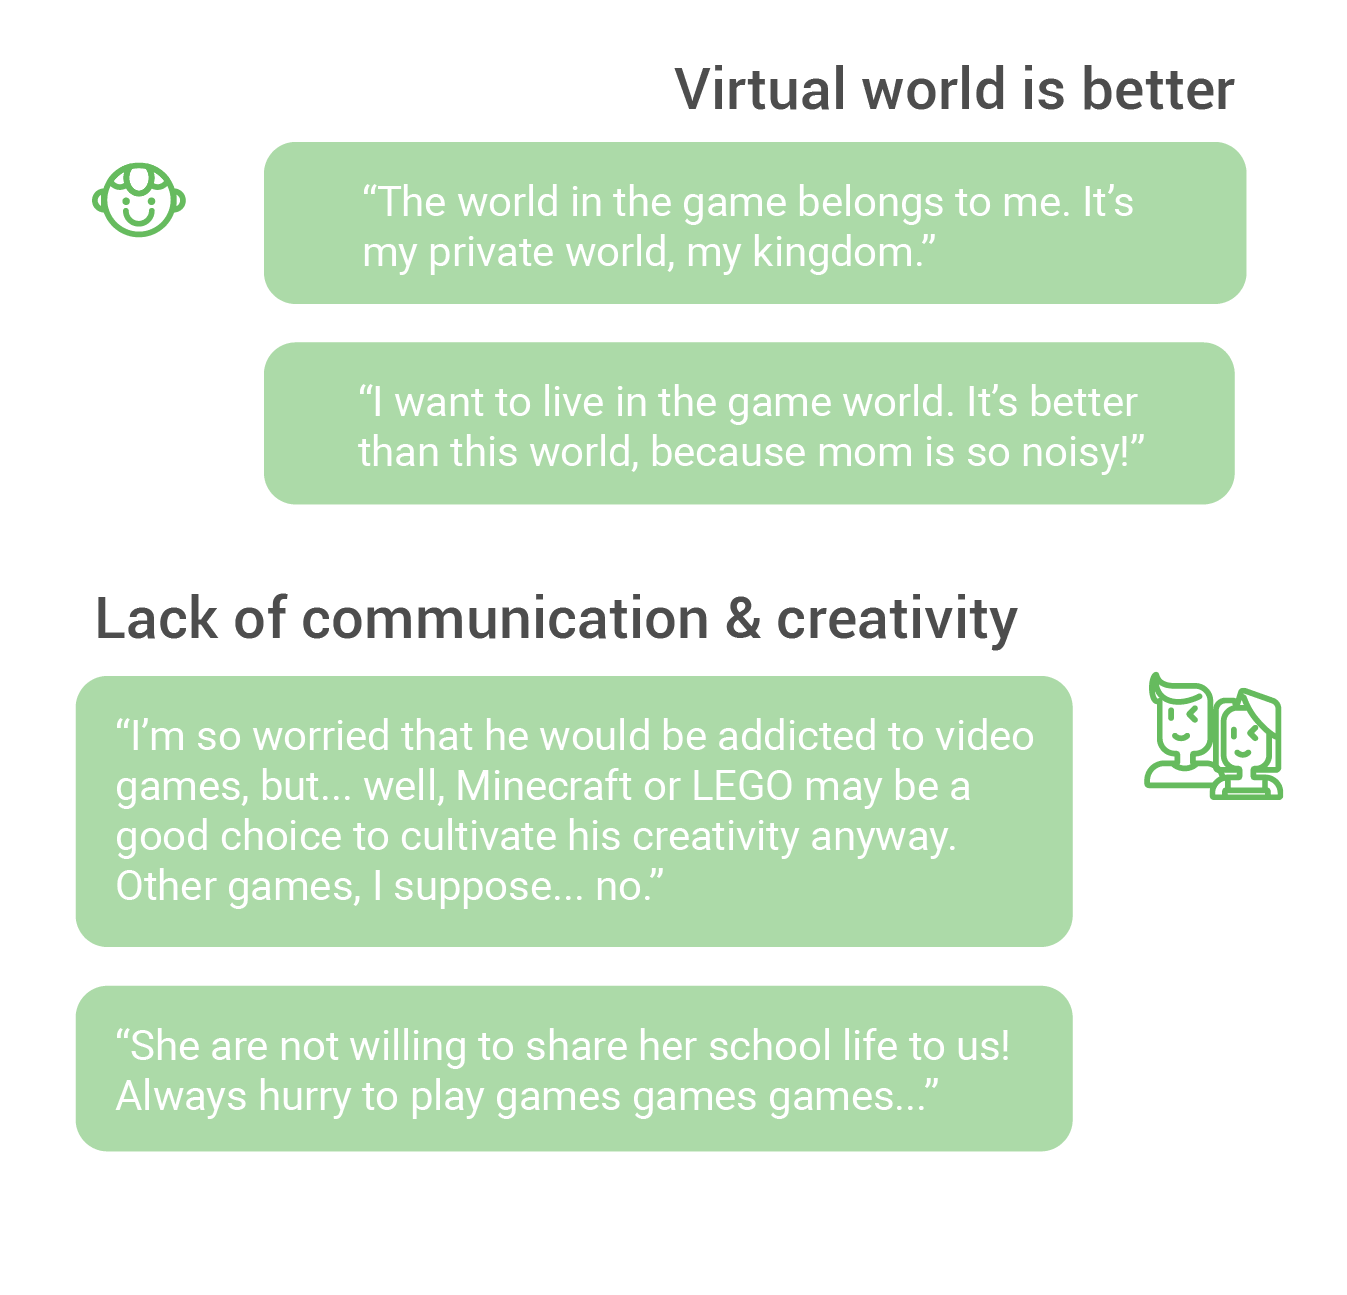 Virtual world is better
“The world in the game belongs to me. It’s
my private world, my kingdom.”
“I want to live in the game world. It’s better
than this world, because mom is so noisy!”
Lack of communication & creativity
“I’m so worried that he would be addicted to video
games, but... well, Minecraft or LEGO may be a
good choice to cultivate his creativity anyway.
Other games, I suppose... no.”
“She are not willing to share her school life to us!
Always hurry to play games games games...”